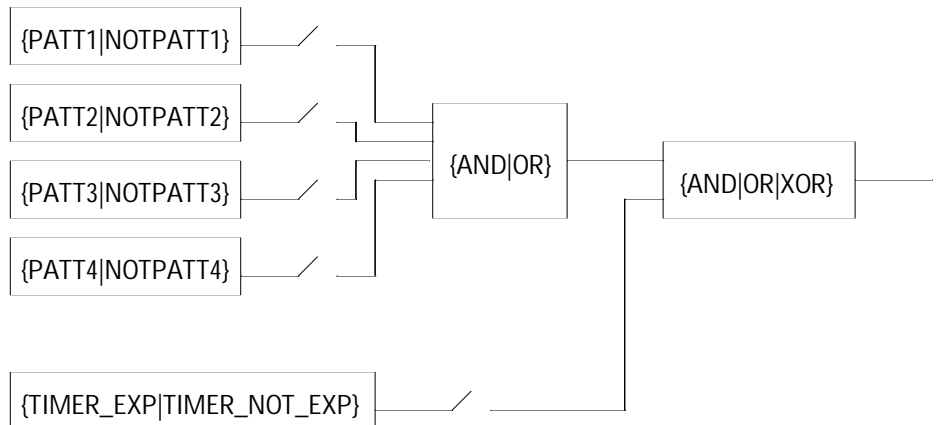 {PATT1|NOTPATT1}
{PATT2|NOTPATT2}
{PATT3|NOTPATT3}
{PATT4|NOTPATT4}
{AND|OR}
{AND|OR|XOR}
{TIMER_EXP|TIMER_NOT_EXP}